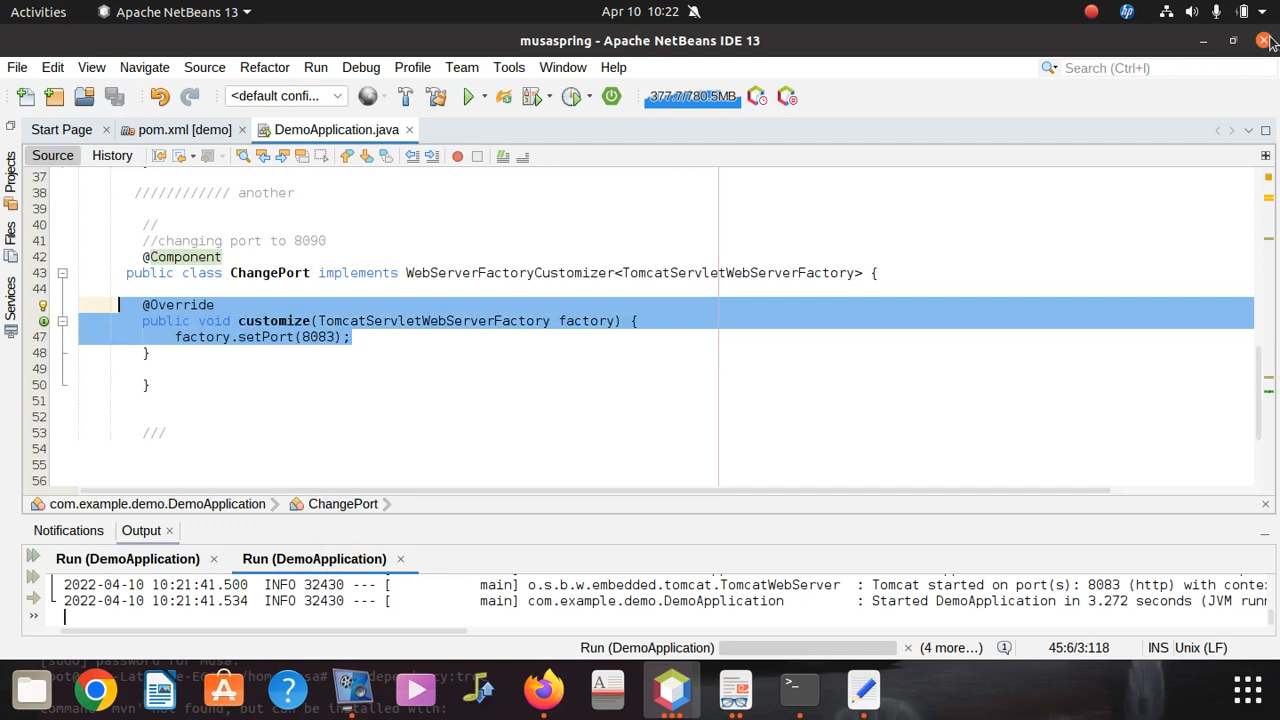 Activities Apache NetBeans 13 Apr 10 10:22
musaspring - Apache NetBeans IDE 13
File Edit View Navigate Source Refactor Run Debug Profile Team Tools Window Help Search (Ctrl+I)
<default confi... 377.7/780.5MB
Start Page pom.xml [demo] DemoApplication.java
Source History
Projects
Files
Services
37
38 //////////// another
39
40 //
41 //changing port to 8090
42 @Component
43 public class ChangePort implements WebServerFactoryCustomizer<TomcatServletWebServerFactory> {
44
@Override
public void customize(TomcatServletWebServerFactory factory) {
47 factory.setPort(8083);
48 }
49
50 }
51
52
53 ///
54
55
56
com.example.demo.DemoApplication ChangePort
Notifications Output
Run (DemoApplication) Run (DemoApplication)
2022-04-10 10:21:41.500 INFO 32430 --- [ main] o.s.b.w.embedded.tomcat.TomcatWebServer : Tomcat started on port(s): 8083 (http) with conte
2022-04-10 10:21:41.534 INFO 32430 --- [ main] com.example.demo.DemoApplication : Started DemoApplication in 3.272 seconds (JVM runn
Run (DemoApplication) (4 more...) 45:6/3:118 INS Unix (LF)